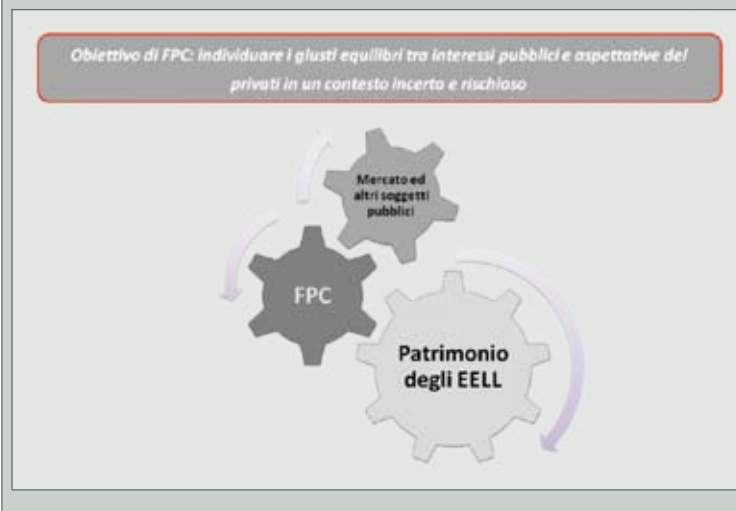 Obiettivo di FPC: individuare i giusti equilibri tra interessi pubblici e aspettative dei
privati in un contesto incerto e rischioso
Mercato ed
altri soggetti
pubblici
FPC
Patrimonio
degli EELL